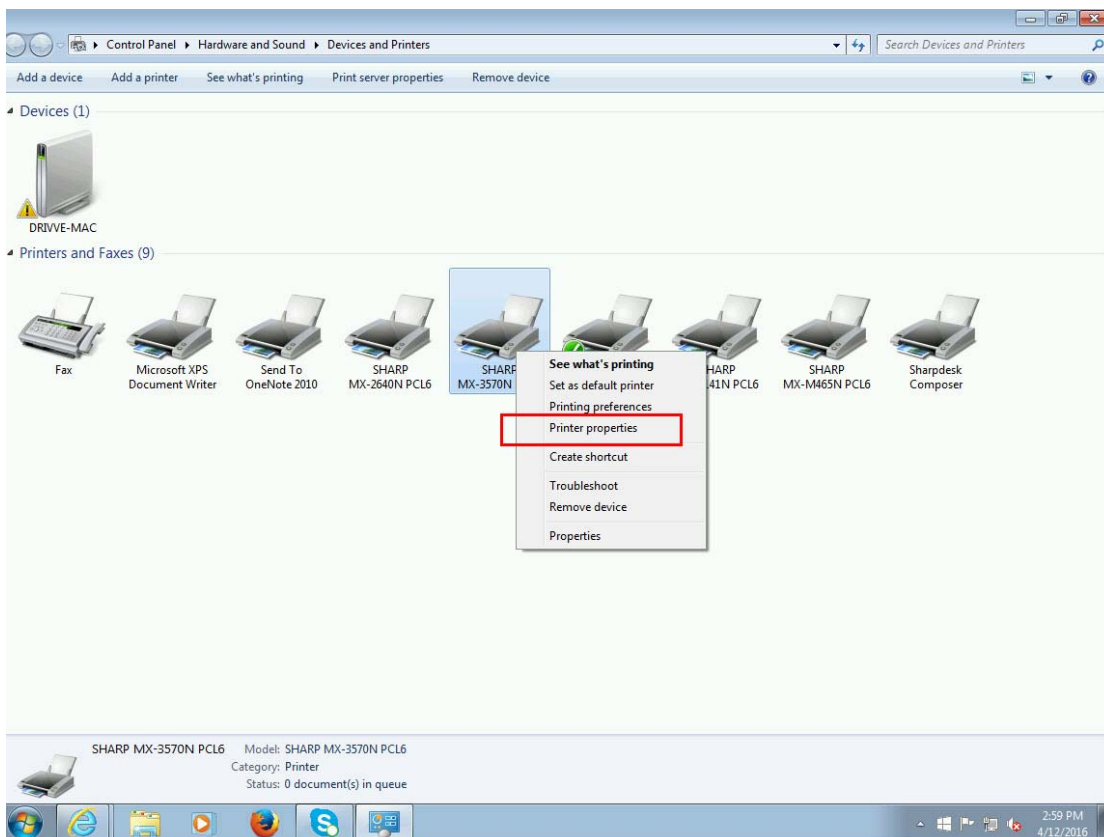 Control Panel ▸ Hardware and Sound ▸ Devices and Printers
Search Devices and Printers
Add a device Add a printer See what's printing Print server properties Remove device
Devices (1)
DRIVVE-MAC
Printers and Faxes (9)
Fax
Microsoft XPS
Document Writer
Send To
OneNote 2010
SHARP
MX-2640N PCL6
SHARP
MX-3570N
41N PCL6
SHARP
MX-M465N PCL6
Sharpdesk
Composer
See what's printing
Set as default printer
Printing preferences
Printer properties
Create shortcut
Troubleshoot
Remove device
Properties
SHARP MX-3570N PCL6
Model: SHARP MX-3570N PCL6
Category: Printer
Status: 0 document(s) in queue
2:59 PM
4/12/2016